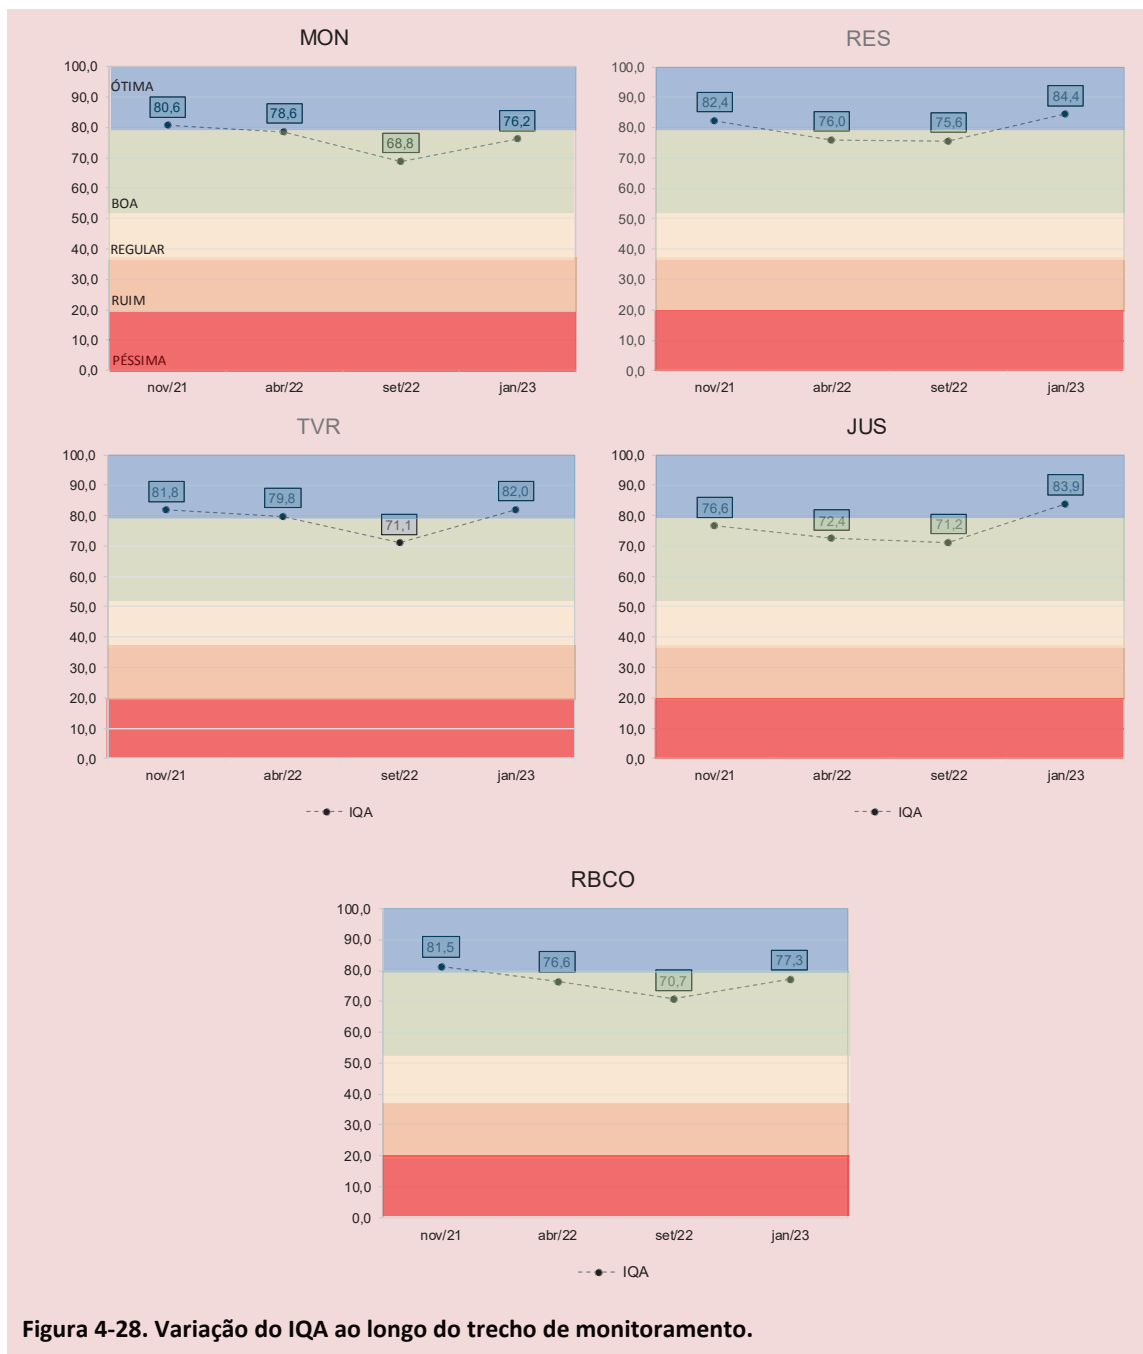 MON
100,0
90,0
80,0
70,0
60,0
50,0
40,0
30,0
20,0
10,0
0,0
ÓTIMA
BOA
REGULAR
RUIM
PÉSSIMA
80,6 78,6 68,8 76,2
nov/21 abr/22 set/22 jan/23
RES
100,0
90,0
80,0
70,0
60,0
50,0
40,0
30,0
20,0
10,0
0,0
82,4 76,0 75,6 84,4
nov/21 abr/22 set/22 jan/23
TVR
100,0
90,0
80,0
70,0
60,0
50,0
40,0
30,0
20,0
10,0
0,0
81,8 79,8 71,1 82,0
nov/21 abr/22 set/22 jan/23
IQA
JUS
100,0
90,0
80,0
70,0
60,0
50,0
40,0
30,0
20,0
10,0
0,0
76,6 72,4 71,2 83,9
nov/21 abr/22 set/22 jan/23
IQA
RBCO
100,0
90,0
80,0
70,0
60,0
50,0
40,0
30,0
20,0
10,0
0,0
81,5 76,6 70,7 77,3
nov/21 abr/22 set/22 jan/23
IQA
Figura 4-28. Variação do IQA ao longo do trecho de monitoramento.